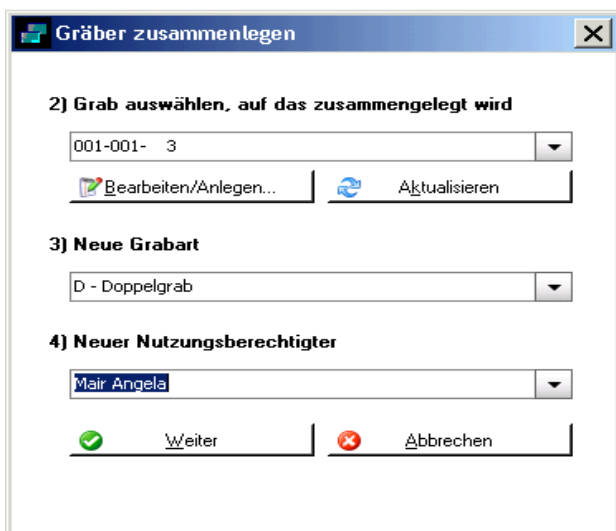 Gräber zusammenlegen
2) Grab auswählen, auf das zusammengelegt wird
001-001-   3
Bearbeiten/Anlegen... Aktualisieren
3) Neue Grabart
D - Doppelgrab
4) Neuer Nutzungsberechtigter
Mair Angela
Weiter Abbrechen